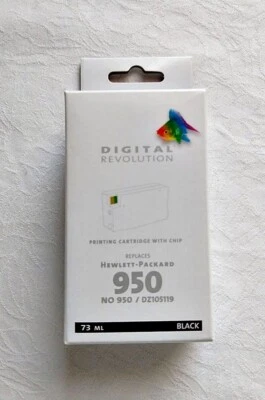 DIGITAL
REVOLUTION
PRINTING CARTRIDGE WITH CHIP
REPLACES
HEWLETT-PACKARD
950
NO 950 / DZ105119
73 ML BLACK